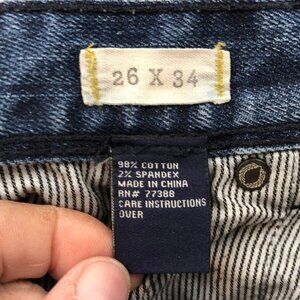 26 X 34
98% COTTON
2% SPANDEX
MADE IN CHINA
RN# 77388
CARE INSTRUCTIONS
OVER